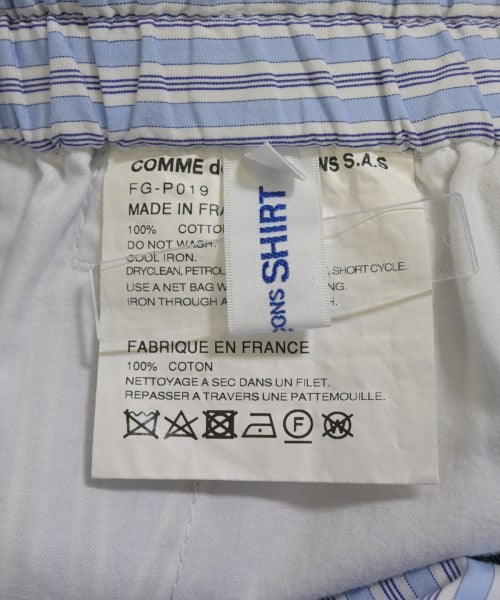 COMME de NS S.A.S
FG-P019
MADE IN FRA
100% COTTO
DO NOT WASH.
COOL IRON.
DRYCLEAN, PETROL SHORT CYCLE.
USE A NET BAG W NG.
IRON THROUGH A
SONS SHIRT
FABRIQUE EN FRANCE
100% COTON
NETTOYAGE A SEC DANS UN FILET.
REPASSER A TRAVERS UNE PATTEMOUILLE.
F W